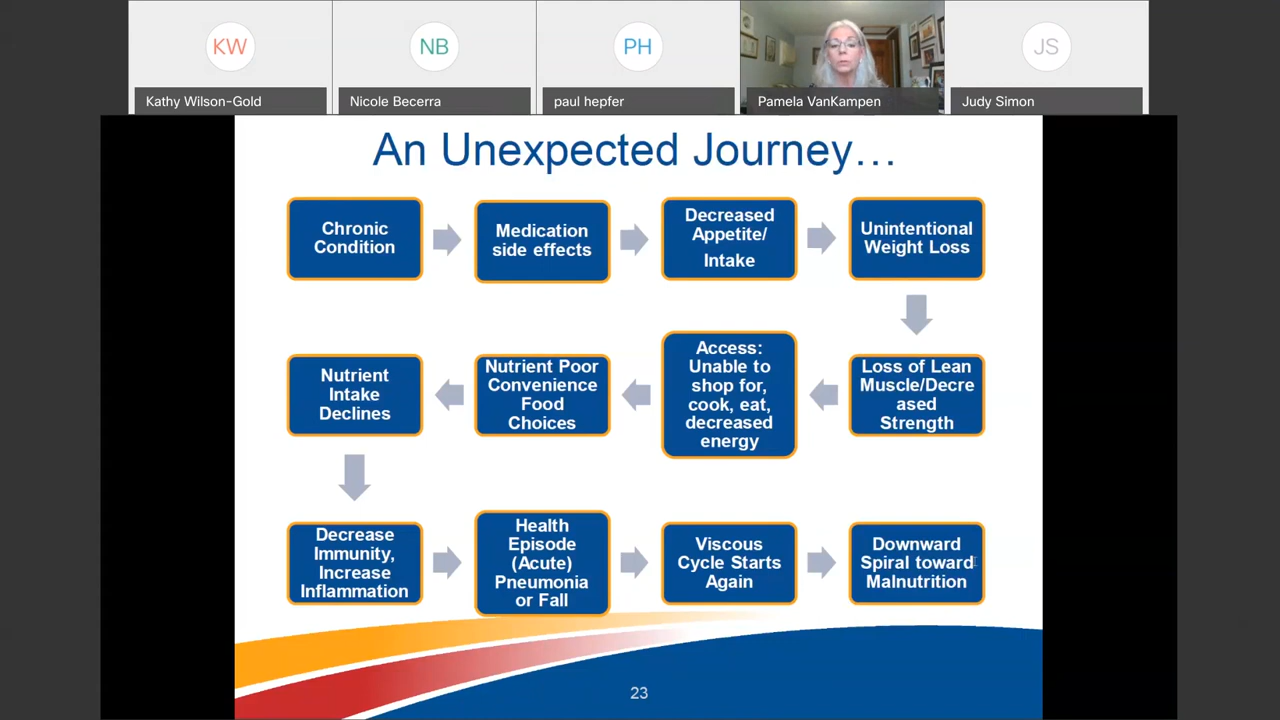 KW
NB
PH
JS
Kathy Wilson-Gold
Nicole Becerra
paul hepfer
Pamela VanKampen
Judy Simon
An Unexpected Journey…
Chronic
Condition
Medication
side effects
Decreased
Appetite/
Intake
Unintentional
Weight Loss
Loss of Lean
Muscle/Decre
ased
Strength
Access:
Unable to
shop for,
cook, eat,
decreased
energy
Nutrient Poor
Convenience
Food
Choices
Nutrient
Intake
Declines
Decrease
Immunity,
Increase
Inflammation
Health
Episode
(Acute)
Pneumonia
or Fall
Viscous
Cycle Starts
Again
Downward
Spiral toward
Malnutrition
23